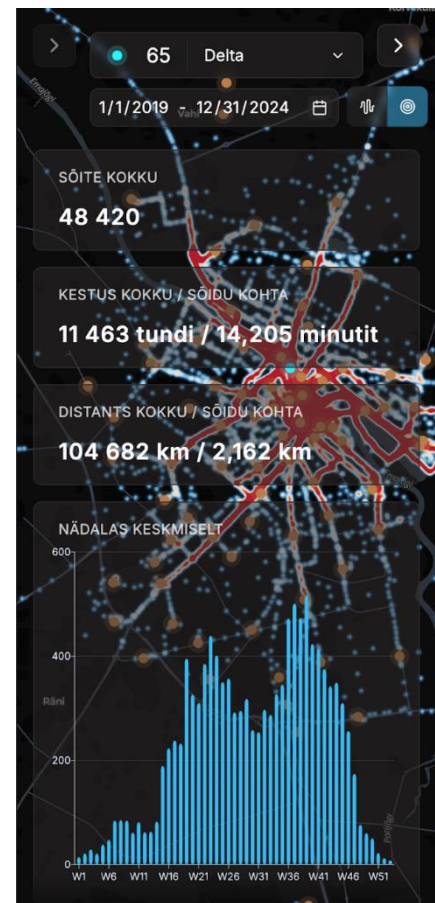 65 Delta
1/1/2019 - 12/31/2024
Vahi
Emajõgi
SÕITE KOKKU
48 420
KESTUS KOKKU / SÕIDU KOHTA
11 463 tundi / 14,205 minutit
DISTANTS KOKKU / SÕIDU KOHTA
104 682 km / 2,162 km
NÄDALAS KESKMISELT
600
400
Räni
200
0
W1 W6 W11 W16 W21 W26 W31 W36 W41 W46 W51